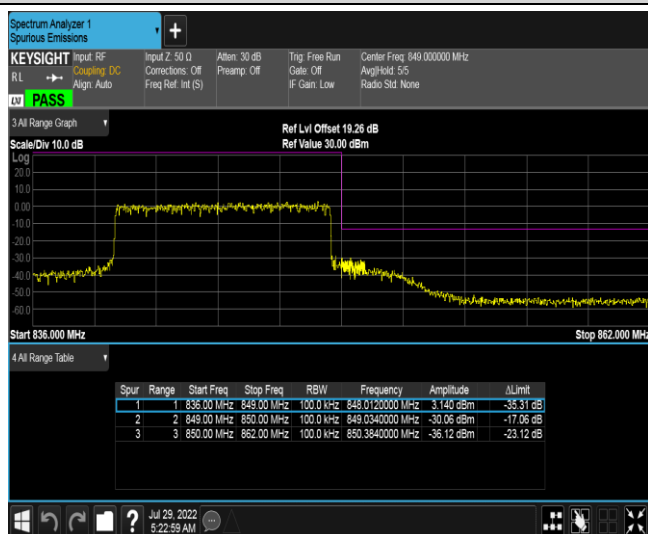 Spectrum Analyzer 1
Spurious Emissions
+
KEYSIGHT Input: RF Input Z: 50 Ω Atten: 30 dB Trig: Free Run Center Freq: 849.000000 MHz
RL Coupling: DC Corrections: Off Preamp: Off Gate: Off Avg|Hold: 5/5
Align: Auto Freq Ref: Int (S) IF Gain: Low Radio Std: None
LXI PASS
3 All Range Graph
Ref Lvl Offset 19.26 dB
Scale/Div 10.0 dB Ref Value 30.00 dBm
Log
20.0
10.0
0.00
-10.0
-20.0
-30.0
-40.0
-50.0
-60.0
Start 836.000 MHz Stop 862.000 MHz
4 All Range Table
Spur Range Start Freq Stop Freq RBW Frequency Amplitude ΔLimit
1 1 836.00 MHz 849.00 MHz 100.0 kHz 848.0120000 MHz 3.140 dBm -35.31 dB
2 2 849.00 MHz 850.00 MHz 100.0 kHz 849.0340000 MHz -30.06 dBm -17.06 dB
3 3 850.00 MHz 862.00 MHz 100.0 kHz 850.3840000 MHz -36.12 dBm -23.12 dB
? Jul 29, 2022
5:22:59 AM